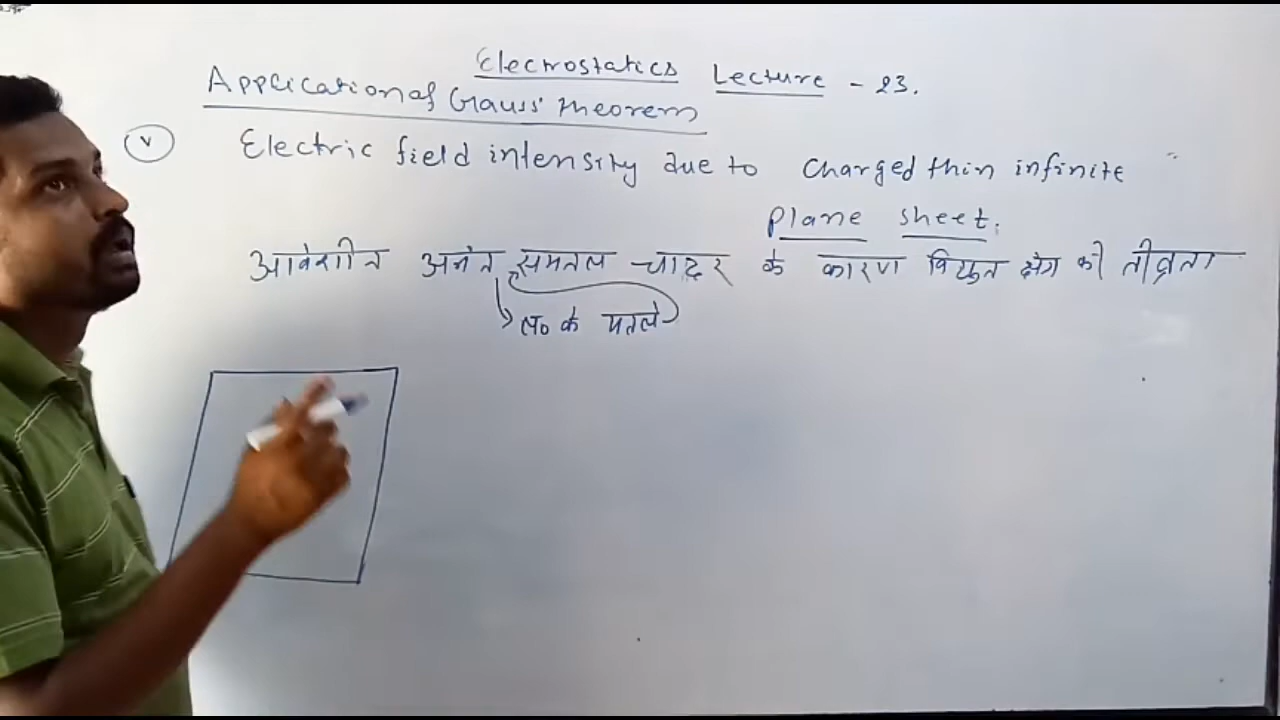 Electrostatics Lecture - 23.
Application of Gauss' theorem
(v) Electric field intensity due to charged thin infinite
plane sheet.
आवेशीत अनंत समतल चादर के कारण विद्युत क्षेत्र की तीव्रता
के पतले